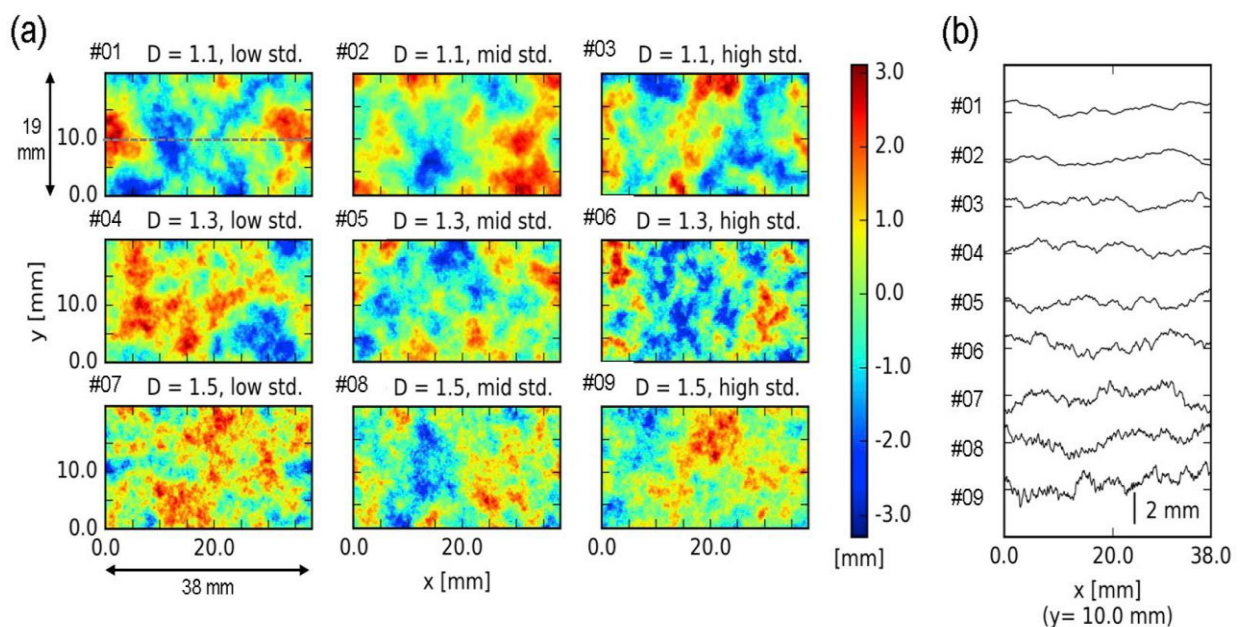 (a)
#01 D = 1.1, low std.
#02 D = 1.1, mid std.
#03 D = 1.1, high std.
19
mm
10.0
0.0
#04 D = 1.3, low std.
#05 D = 1.3, mid std.
#06 D = 1.3, high std.
y [mm]
10.0
0.0
#07 D = 1.5, low std.
#08 D = 1.5, mid std.
#09 D = 1.5, high std.
10.0
0.0
0.0 20.0
0.0 20.0
0.0 20.0
38 mm
x [mm]
3.0
2.0
1.0
0.0
-1.0
-2.0
-3.0
[mm]
(b)
#01
#02
#03
#04
#05
#06
#07
#08
#09
2 mm
0.0 20.0 38.0
x [mm]
(y= 10.0 mm)